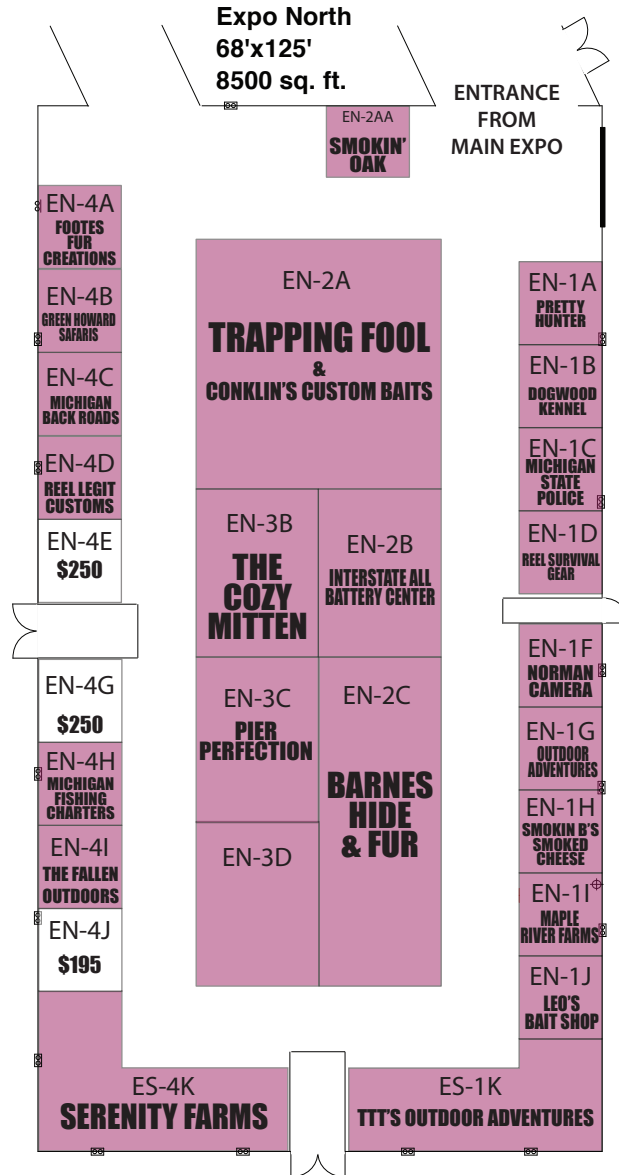 Expo North
68'x125'
8500 sq. ft.
ENTRANCE
FROM
MAIN EXPO
EN-2AA
SMOKIN'
OAK
EN-4A
FOOTES
FUR
CREATIONS
EN-4B
GREEN HOWARD
SAFARIS
EN-4C
MICHIGAN
BACK ROADS
EN-4D
REEL LEGIT
CUSTOMS
EN-4E
$250
EN-4G
$250
EN-4H
MICHIGAN
FISHING
CHARTERS
EN-4I
THE FALLEN
OUTDOORS
EN-4J
$195
ES-4K
SERENITY FARMS
EN-2A
TRAPPING FOOL
&
CONKLIN'S CUSTOM BAITS
EN-3B
THE
COZY
MITTEN
EN-2B
INTERSTATE ALL
BATTERY CENTER
EN-3C
PIER
PERFECTION
EN-2C
BARNES
HIDE
& FUR
EN-3D
EN-1A
PRETTY
HUNTER
EN-1B
DOGWOOD
KENNEL
EN-1C
MICHIGAN
STATE
POLICE
EN-1D
REEL SURVIVAL
GEAR
EN-1F
NORMAN
CAMERA
EN-1G
OUTDOOR
ADVENTURES
EN-1H
SMOKIN B'S
SMOKED
CHEESE
EN-1I
MAPLE
RIVER FARMS
EN-1J
LEO'S
BAIT SHOP
ES-1K
TTT'S OUTDOOR ADVENTURES